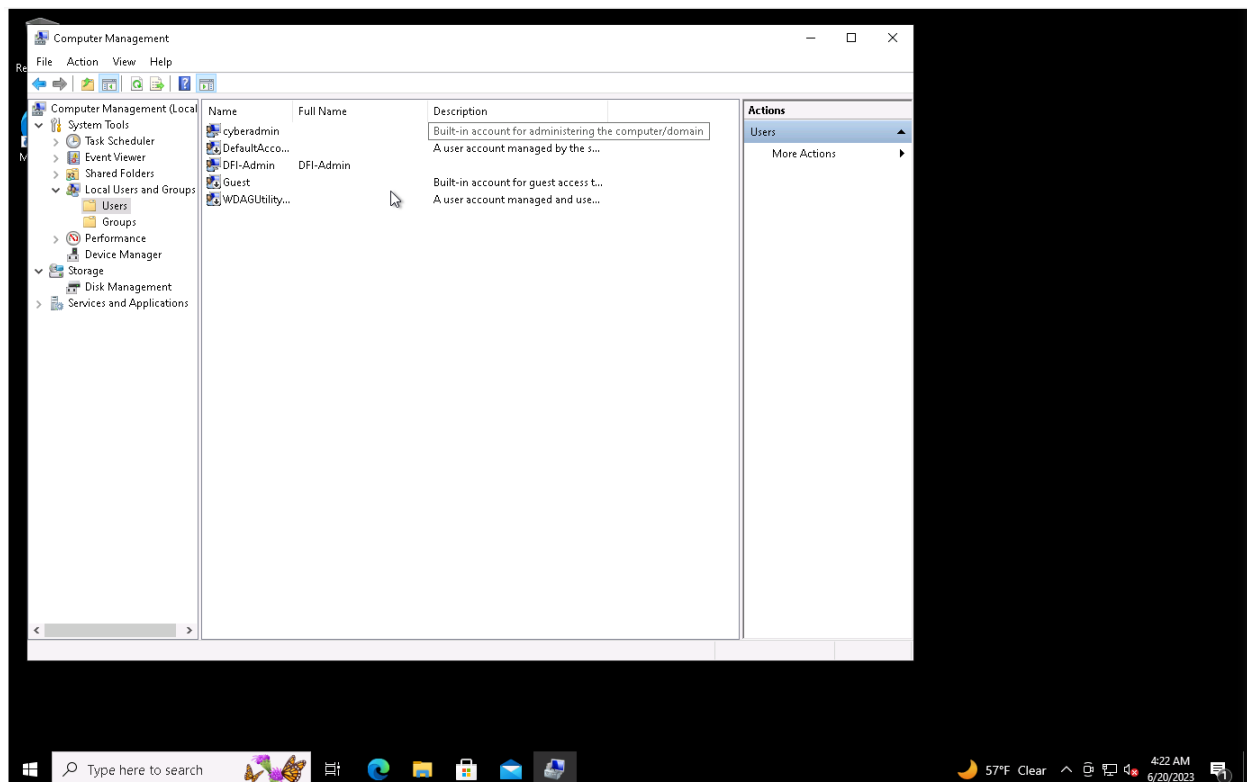 Computer Management
File Action View Help
Re
Computer Management (Local
System Tools
Task Scheduler
Event Viewer
Shared Folders
Local Users and Groups
Users
Groups
Performance
Device Manager
Storage
Disk Management
Services and Applications
Name Full Name Description
cyberadmin Built-in account for administering the computer/domain
DefaultAcco... A user account managed by the s...
DFI-Admin DFI-Admin
Guest Built-in account for guest access t...
WDAGUtility... A user account managed and use...
Actions
Users
More Actions
M
Type here to search
57°F Clear
4:22 AM
6/20/2023
1